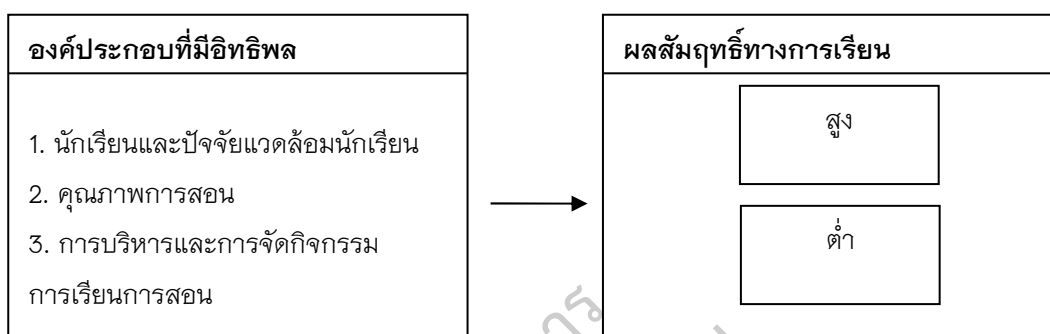 องค์ประกอบที่มีอิทธิพล
1. นักเรียนและปัจจัยแวดล้อมนักเรียน
2. คุณภาพการสอน
3. การบริหารและการจัดกิจกรรม
การเรียนการสอน
ผลสัมฤทธิ์ทางการเรียน
สูง
ต่ำ